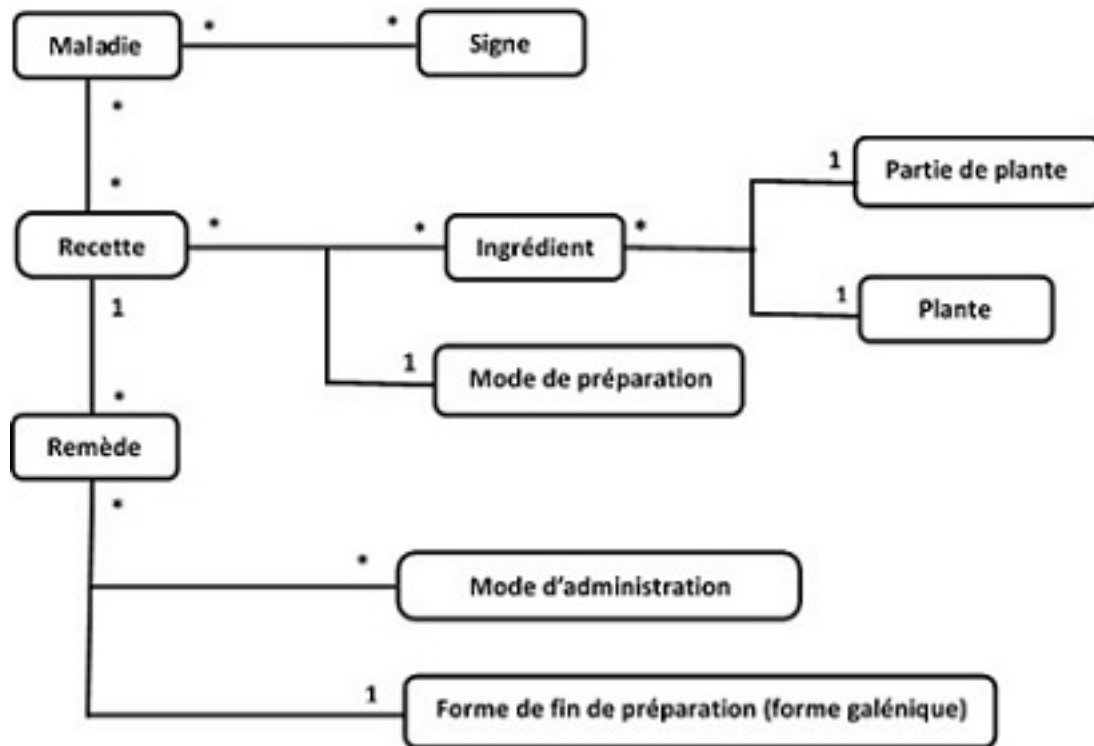 Maladie
*
*
Signe
*
*
1
Partie de plante
Recette
*
*
Ingrédient
*
1
1
Plante
1
Mode de préparation
*
Remède
*
*
Mode d'administration
1
Forme de fin de préparation (forme galénique)